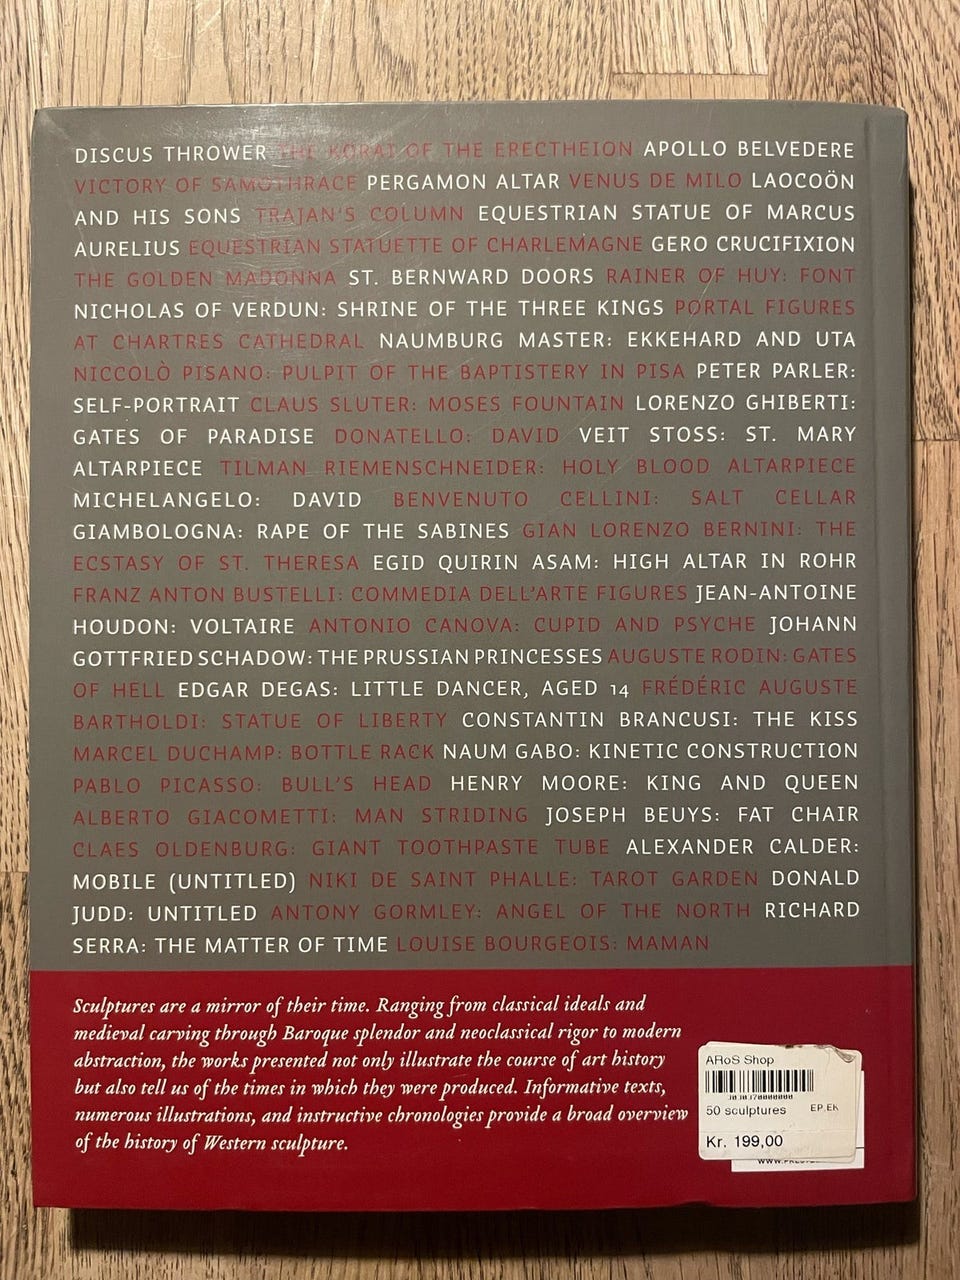 DISCUS THROWER THE KORAI OF THE ERECTHEION APOLLO BELVEDERE
VICTORY OF SAMOTHRACE PERGAMON ALTAR VENUS DE MILO LAOCOÖN
AND HIS SONS TRAJAN'S COLUMN EQUESTRIAN STATUE OF MARCUS
AURELIUS EQUESTRIAN STATUETTE OF CHARLEMAGNE GERO CRUCIFIXION
THE GOLDEN MADONNA ST. BERNWARD DOORS RAINER OF HUY: FONT
NICHOLAS OF VERDUN: SHRINE OF THE THREE KINGS PORTAL FIGURES
AT CHARTRES CATHEDRAL NAUMBURG MASTER: EKKEHARD AND UTA
NICCOLÒ PISANO: PULPIT OF THE BAPTISTERY IN PISA PETER PARLER:
SELF-PORTRAIT CLAUS SLUTER: MOSES FOUNTAIN LORENZO GHIBERTI:
GATES OF PARADISE DONATELLO: DAVID VEIT STOSS: ST. MARY
ALTARPIECE TILMAN RIEMENSCHNEIDER: HOLY BLOOD ALTARPIECE
MICHELANGELO: DAVID BENVENUTO CELLINI: SALT CELLAR
GIAMBOLOGNA: RAPE OF THE SABINES GIAN LORENZO BERNINI: THE
ECSTASY OF ST. THERESA EGID QUIRIN ASAM: HIGH ALTAR IN ROHR
FRANZ ANTON BUSTELLI: COMMEDIA DELL'ARTE FIGURES JEAN-ANTOINE
HOUDON: VOLTAIRE ANTONIO CANOVA: CUPID AND PSYCHE JOHANN
GOTTFRIED SCHADOW: THE PRUSSIAN PRINCESSES AUGUSTE RODIN: GATES
OF HELL EDGAR DEGAS: LITTLE DANCER, AGED 14 FRÉDÉRIC AUGUSTE
BARTHOLDI: STATUE OF LIBERTY CONSTANTIN BRANCUSI: THE KISS
MARCEL DUCHAMP: BOTTLE RACK NAUM GABO: KINETIC CONSTRUCTION
PABLO PICASSO: BULL'S HEAD HENRY MOORE: KING AND QUEEN
ALBERTO GIACOMETTI: MAN STRIDING JOSEPH BEUYS: FAT CHAIR
CLAES OLDENBURG: GIANT TOOTHPASTE TUBE ALEXANDER CALDER:
MOBILE (UNTITLED) NIKI DE SAINT PHALLE: TAROT GARDEN DONALD
JUDD: UNTITLED ANTONY GORMLEY: ANGEL OF THE NORTH RICHARD
SERRA: THE MATTER OF TIME LOUISE BOURGEOIS: MAMAN
Sculptures are a mirror of their time. Ranging from classical ideals and
medieval carving through Baroque splendor and neoclassical rigor to modern
abstraction, the works presented not only illustrate the course of art history
but also tell us of the times in which they were produced. Informative texts,
numerous illustrations, and instructive chronologies provide a broad overview
of the history of Western sculpture.
ARoS Shop
50 sculptures
Kr. 199,00